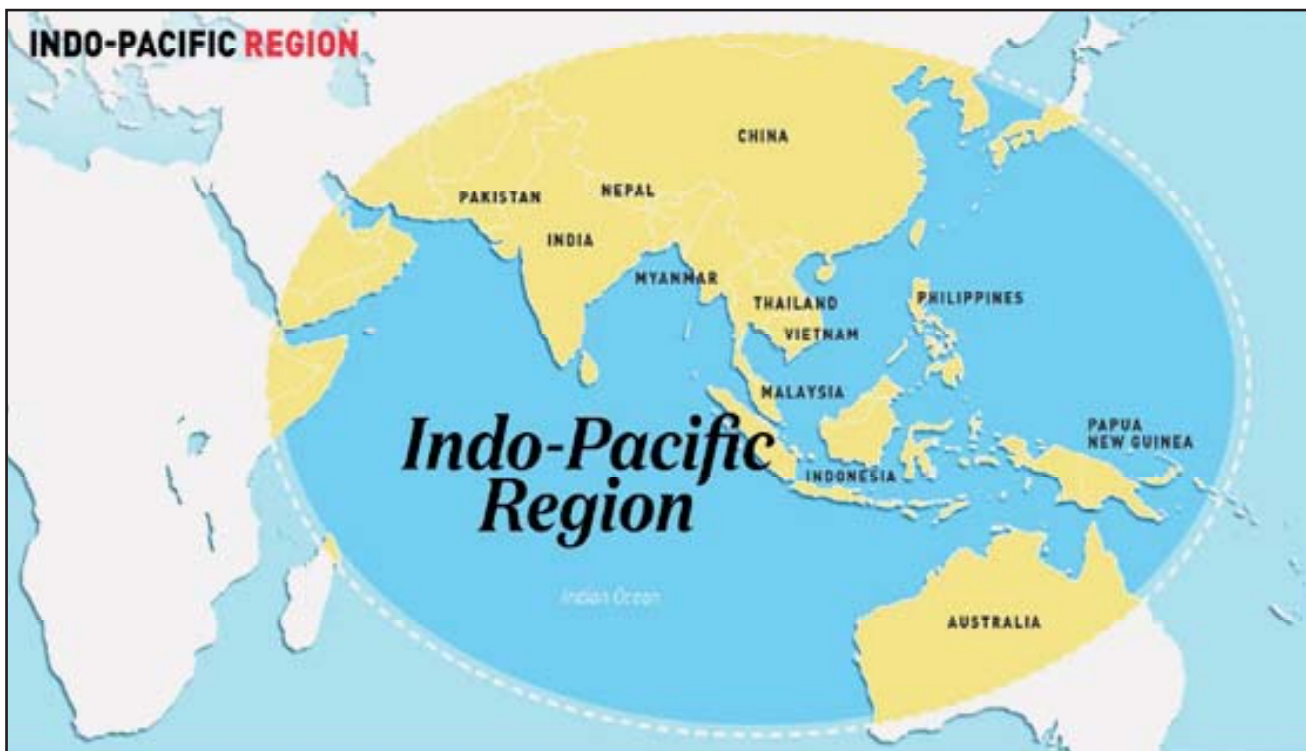 INDO-PACIFIC REGION
CHINA
PAKISTAN
NEPAL
INDIA
MYANMAR
THAILAND
PHILIPPINES
VIETNAM
MALAYSIA
Indo-Pacific
Region
PAPUA
NEW GUINEA
INDONESIA
Indian Ocean
AUSTRALIA